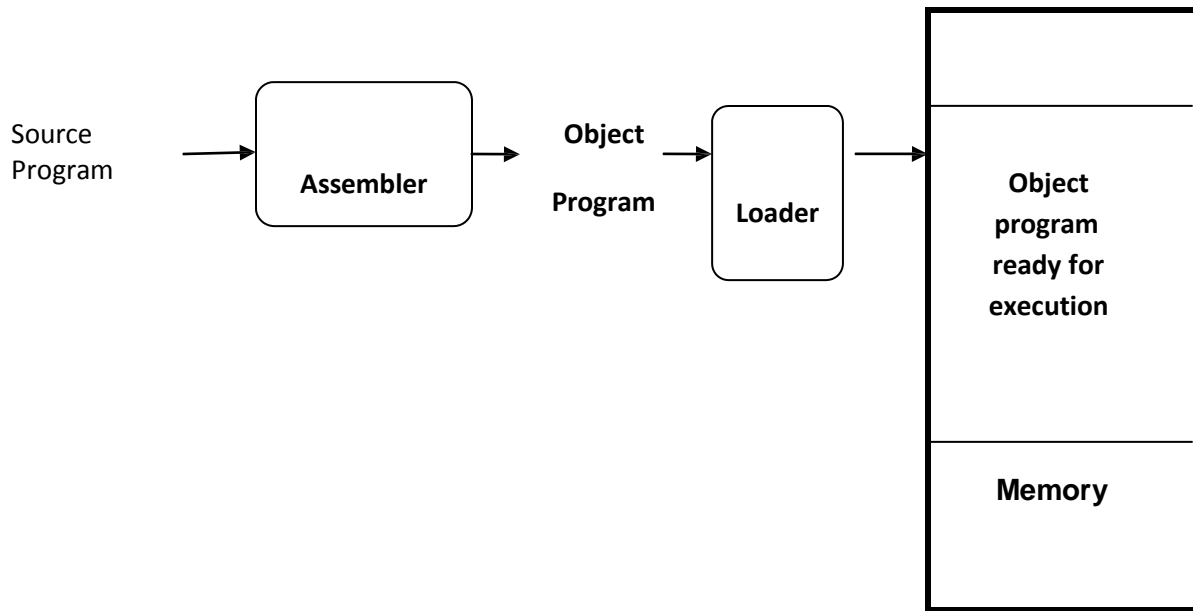 Source
Program
Assembler
Object
Program
Loader
Object
program
ready for
execution
Memory